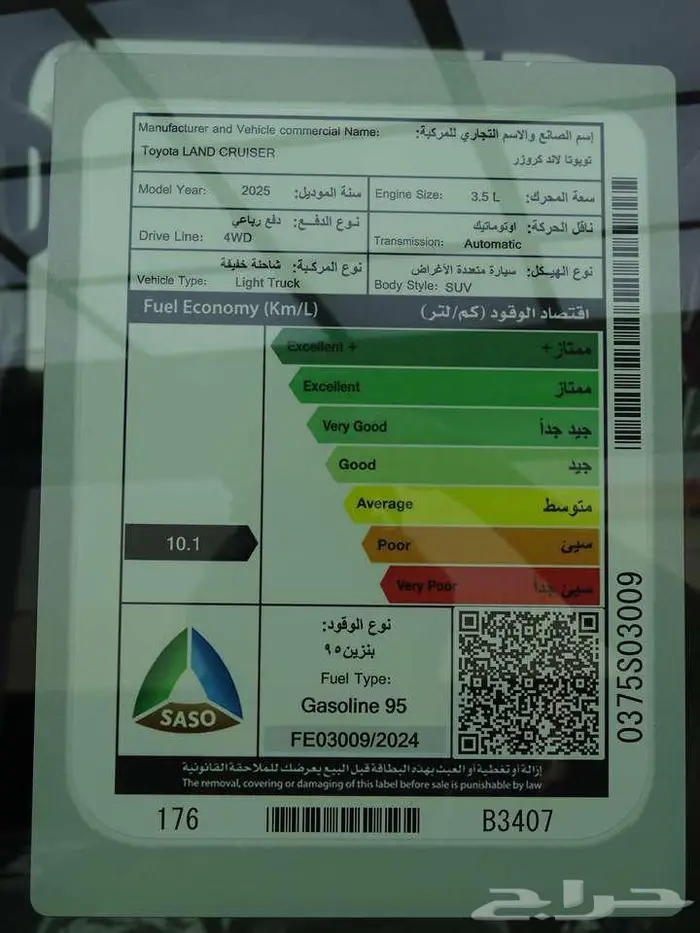 Manufacturer and Vehicle commercial Name: إسم الصانع والاسم التجاري للمركبة:
Toyota LAND CRUISER تويوتا لاند كروزر
Model Year: 2025 سنة الموديل: Engine Size: 3.5 L سعة المحرك:
نوع الدفع: دفع رباعي
Drive Line: 4WD
ناقل الحركة: اوتوماتيك
Transmission: Automatic
نوع المركبة: شاحنة خفيفة
Vehicle Type: Light Truck
نوع الهيكل: سيارة متعددة الأغراض
Body Style: SUV
Fuel Economy (Km/L) اقتصاد الوقود (كم/لتر)
Excellent + ممتاز +
Excellent ممتاز
Very Good جيد جداً
Good جيد
Average متوسط
10.1 Poor سيئ
Very Poor سيئ جداً
SASO
نوع الوقود:
بنزين ٩٥
Fuel Type:
Gasoline 95
FE03009/2024
إزالة أو تغطية أو العبث بهذه البطاقة قبل البيع يعرضك للملاحقة القانونية
The removal, covering or damaging of this label before sale is punishable by law
176 B3407
0375S03009
حراج